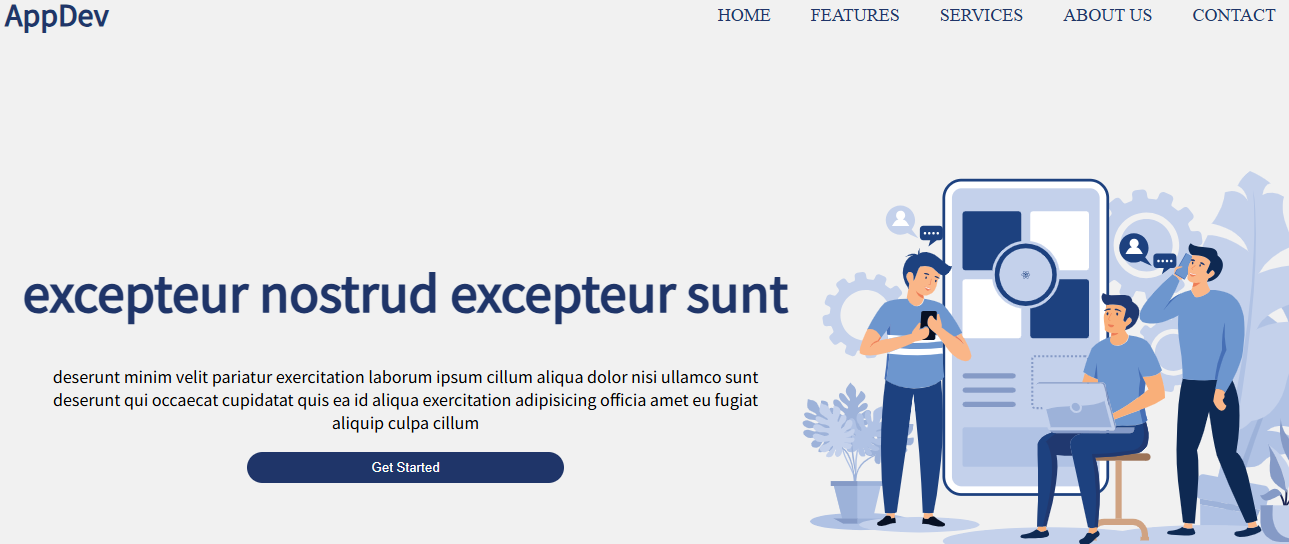 AppDev
HOME FEATURES SERVICES ABOUT US CONTACT
excepteur nostrud excepteur sunt
deserunt minim velit pariatur exercitation laborum ipsum cillum aliqua dolor nisi ullamco sunt
deserunt qui occaecat cupidatat quis ea id aliqua exercitation adipisicing officia amet eu fugiat
aliquip culpa cillum
Get Started